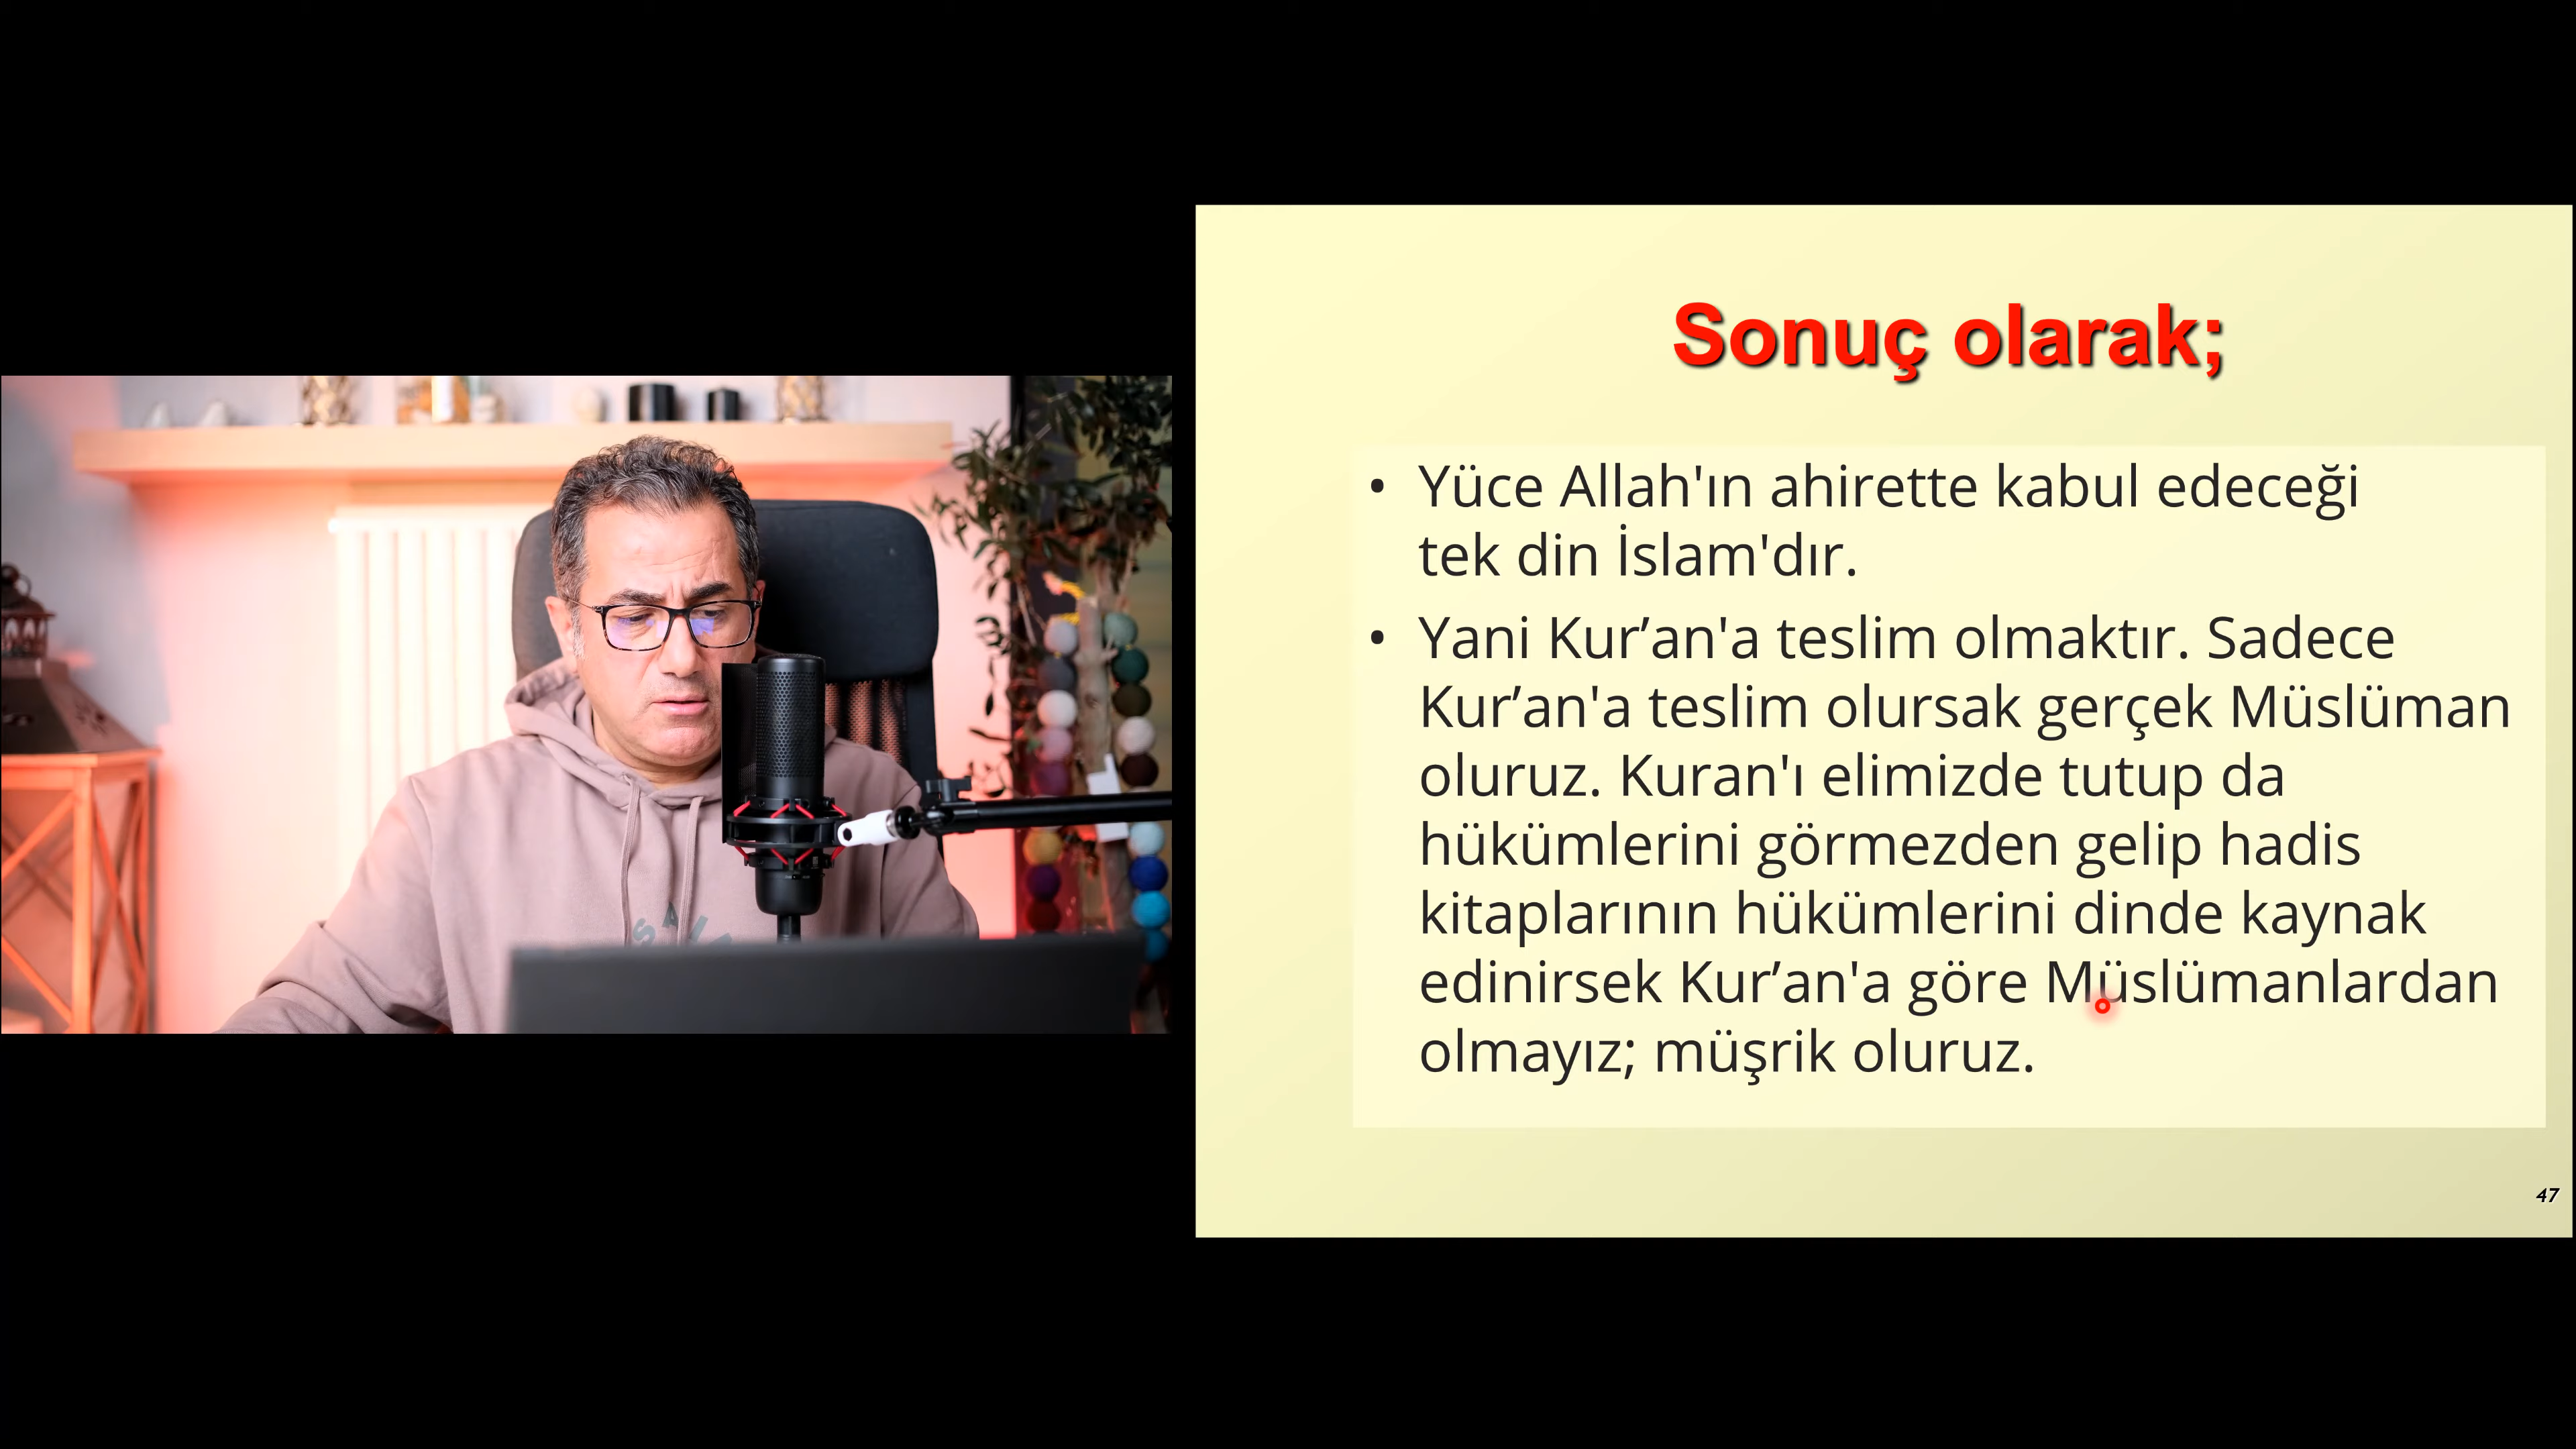 Sonuç olarak;
• Yüce Allah'ın ahirette kabul edeceği
tek din İslam'dır.
• Yani Kur’an'a teslim olmaktır. Sadece
Kur’an'a teslim olursak gerçek Müslüman
oluruz. Kuran'ı elimizde tutup da
hükümlerini görmezden gelip hadis
kitaplarının hükümlerini dinde kaynak
edinirsek Kur’an'a göre Müslümanlardan
olmayız; müşrik oluruz.
47